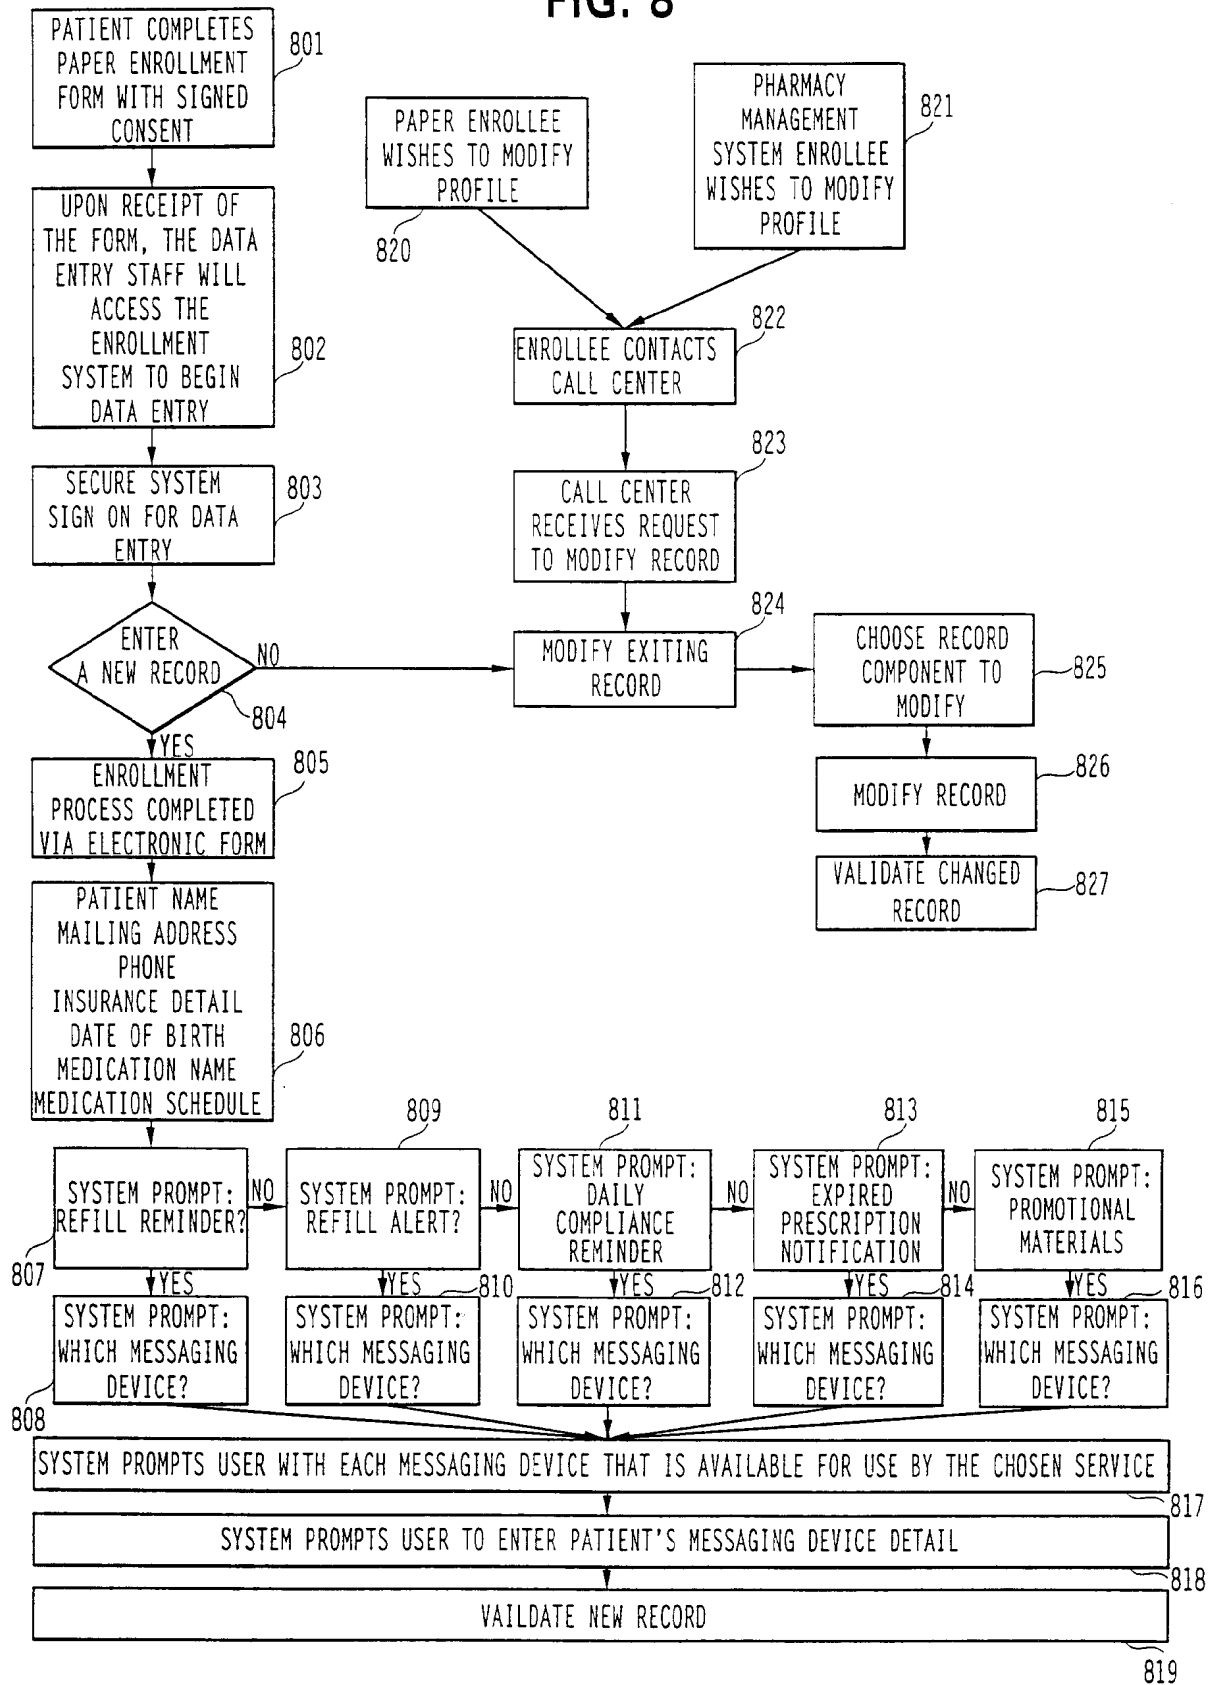 FIG. 8
PATIENT COMPLETES
PAPER ENROLLMENT
FORM WITH SIGNED
CONSENT
801
UPON RECEIPT OF
THE FORM, THE DATA
ENTRY STAFF WILL
ACCESS THE
ENROLLMENT
SYSTEM TO BEGIN
DATA ENTRY
802
SECURE SYSTEM
SIGN ON FOR DATA
ENTRY
803
ENTER
A NEW RECORD
804
NO
YES
ENROLLMENT
PROCESS COMPLETED
VIA ELECTRONIC FORM
805
PATIENT NAME
MAILING ADDRESS
PHONE
INSURANCE DETAIL
DATE OF BIRTH
MEDICATION NAME
MEDICATION SCHEDULE
806
PAPER ENROLLEE
WISHES TO MODIFY
PROFILE
820
PHARMACY
MANAGEMENT
SYSTEM ENROLLEE
WISHES TO MODIFY
PROFILE
821
ENROLLEE CONTACTS
CALL CENTER
822
CALL CENTER
RECEIVES REQUEST
TO MODIFY RECORD
823
MODIFY EXITING
RECORD
824
CHOOSE RECORD
COMPONENT TO
MODIFY
825
MODIFY RECORD
826
VALIDATE CHANGED
RECORD
827
SYSTEM PROMPT:
REFILL REMINDER?
807
NO
YES
SYSTEM PROMPT:
REFILL ALERT?
809
NO
YES
SYSTEM PROMPT:
DAILY
COMPLIANCE
REMINDER
811
NO
YES
SYSTEM PROMPT:
EXPIRED
PRESCRIPTION
NOTIFICATION
813
NO
YES
SYSTEM PROMPT:
PROMOTIONAL
MATERIALS
815
YES
SYSTEM PROMPT:
WHICH MESSAGING
DEVICE?
808
SYSTEM PROMPT:
WHICH MESSAGING
DEVICE?
810
SYSTEM PROMPT:
WHICH MESSAGING
DEVICE?
812
SYSTEM PROMPT:
WHICH MESSAGING
DEVICE?
814
SYSTEM PROMPT:
WHICH MESSAGING
DEVICE?
816
SYSTEM PROMPTS USER WITH EACH MESSAGING DEVICE THAT IS AVAILABLE FOR USE BY THE CHOSEN SERVICE
817
SYSTEM PROMPTS USER TO ENTER PATIENT'S MESSAGING DEVICE DETAIL
818
VAILDATE NEW RECORD
819